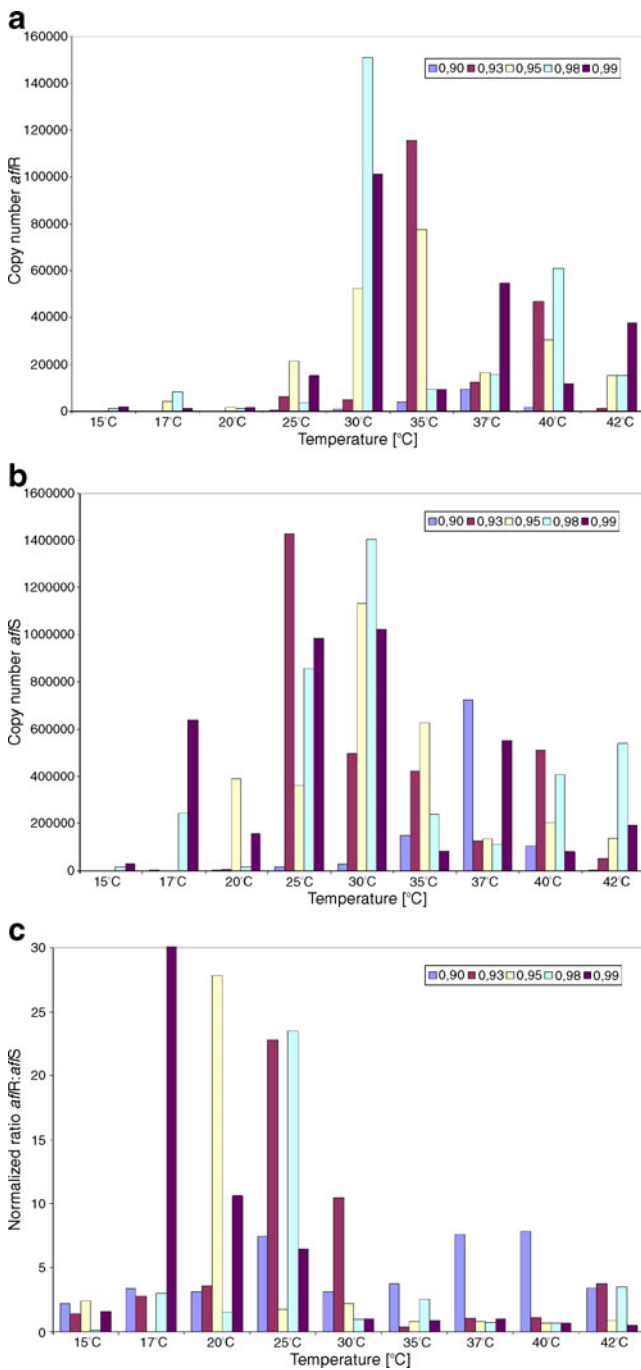 a
160000
140000
120000
100000
80000
60000
40000
20000
0
Copy number aflR
0,90 0,93 0,95 0,98 0,99
15°C 17°C 20°C 25°C 30°C 35°C 37°C 40°C 42°C
Temperature [°C]
b
1600000
1400000
1200000
1000000
800000
600000
400000
200000
0
Copy number aflS
0,90 0,93 0,95 0,98 0,99
15°C 17°C 20°C 25°C 30°C 35°C 37°C 40°C 42°C
Temperature [°C]
c
30
25
20
15
10
5
0
Normalized ratio aflR:aflS
0,90 0,93 0,95 0,98 0,99
15°C 17°C 20°C 25°C 30°C 35°C 37°C 40°C 42°C
Temperature [°C]